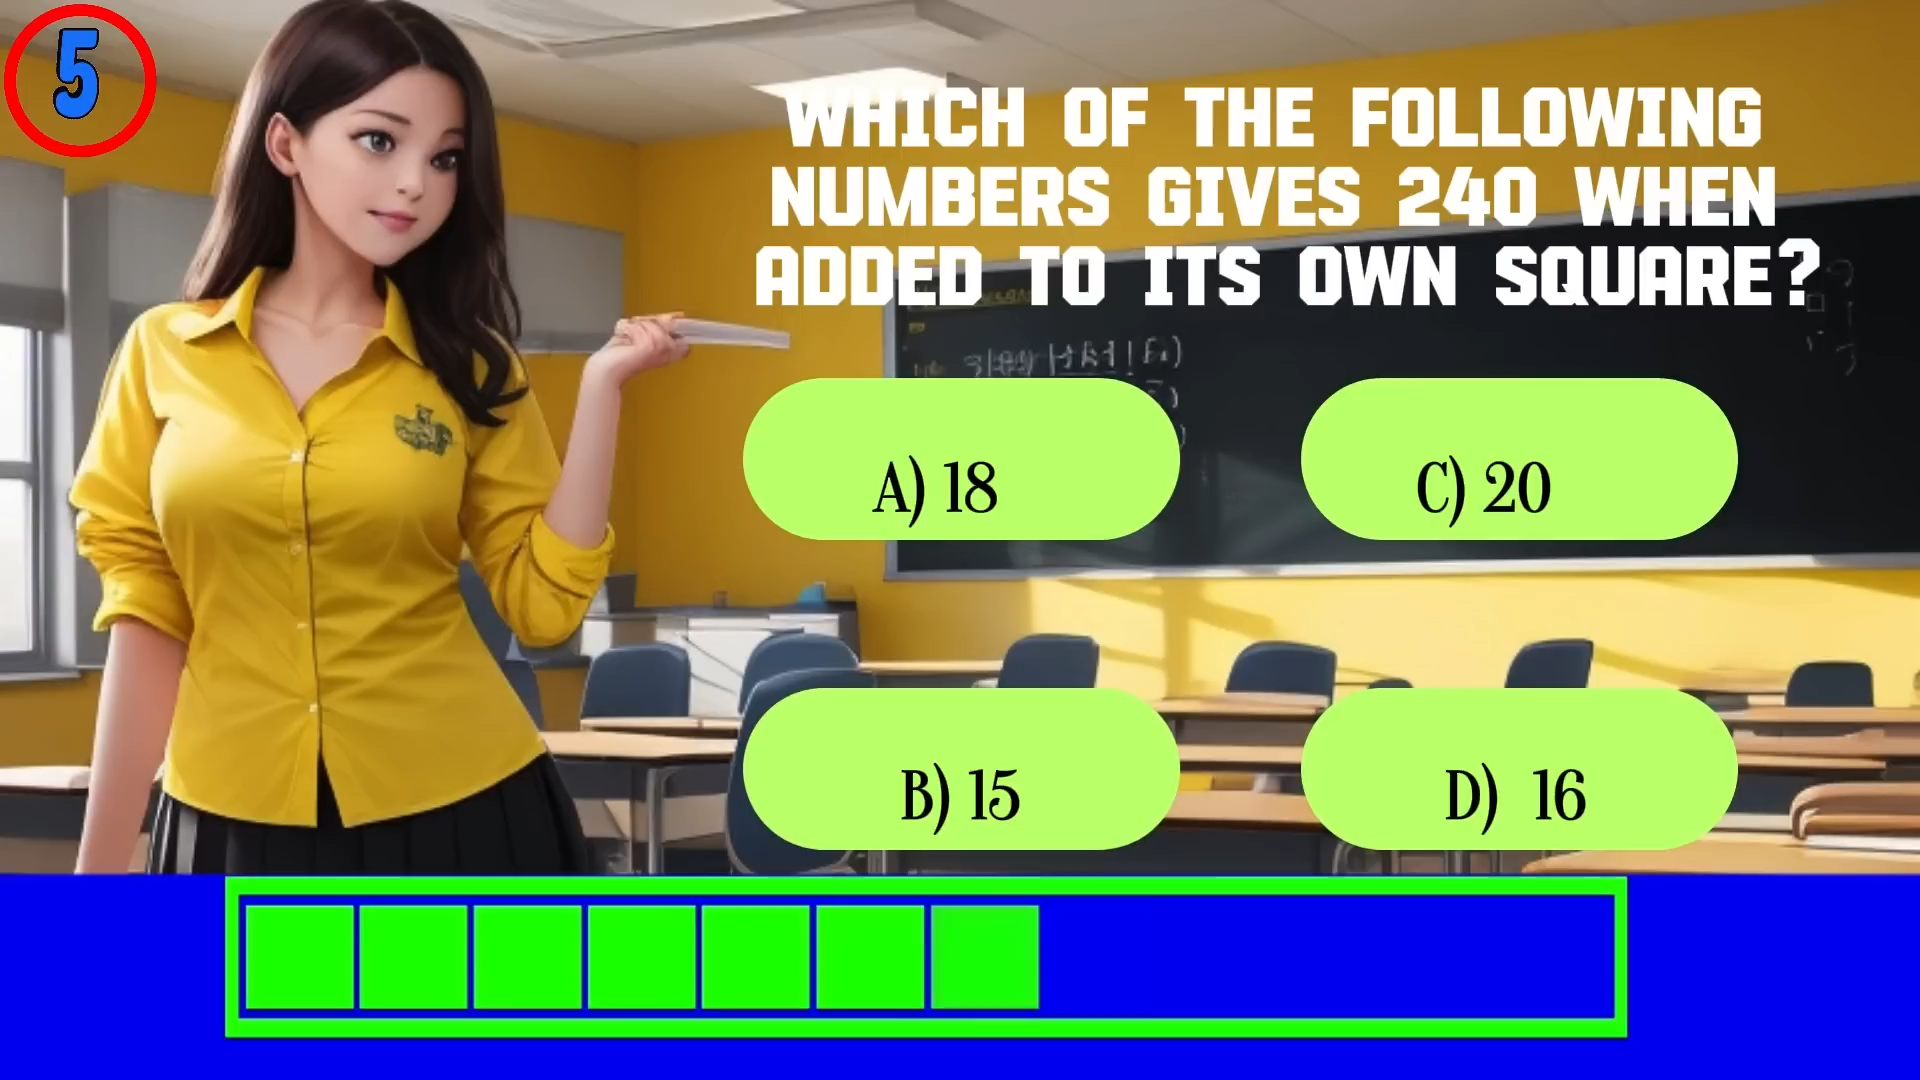 5
WHICH OF THE FOLLOWING
NUMBERS GIVES 240 WHEN
ADDED TO ITS OWN SQUARE?
A) 18
C) 20
B) 15
D) 16